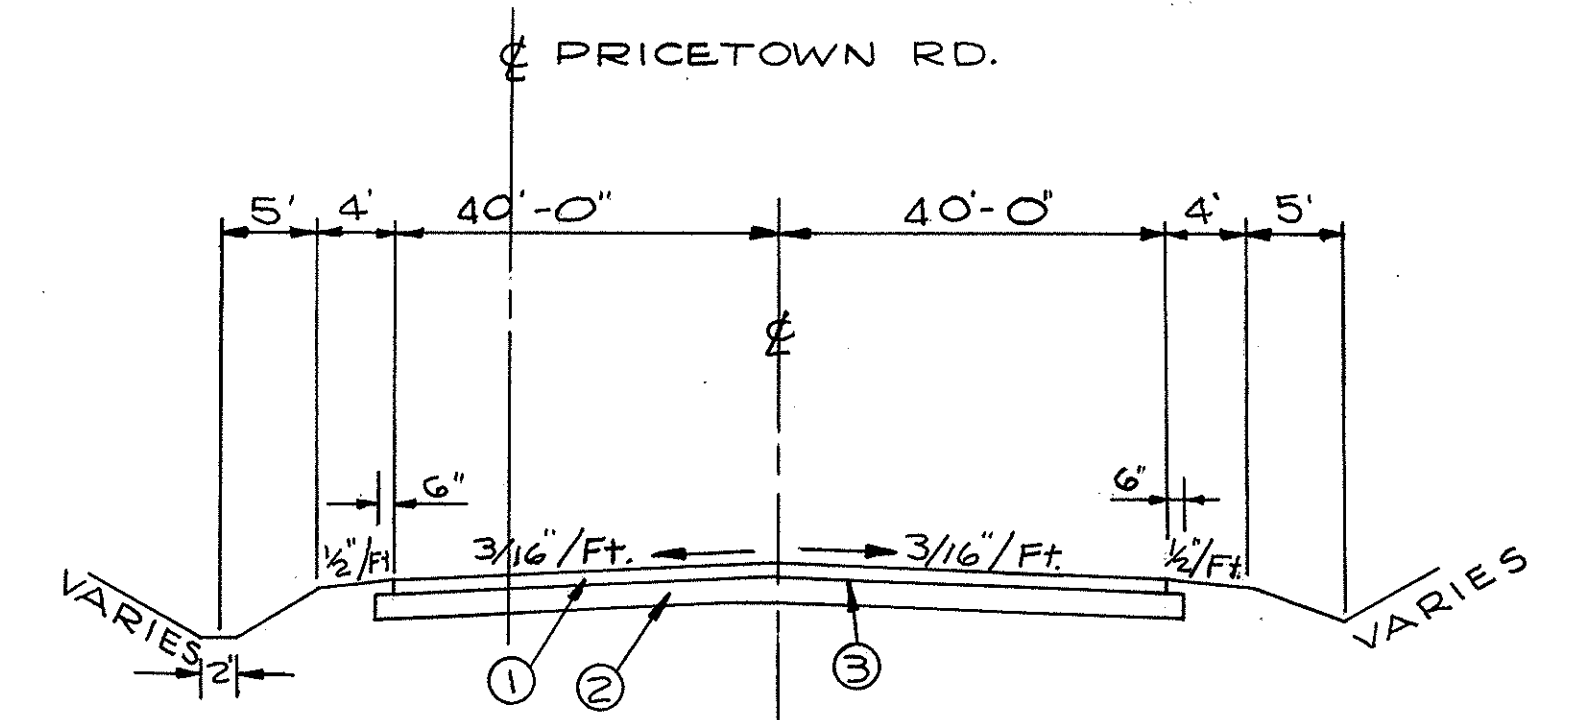 ℄ PRICETOWN RD.
5' 4' 40'-0" 40'-0" 4' 5'
℄
6" 6"
1/2"/Ft 3/16"/Ft. 3/16"/Ft. 1/2"/Ft.
VARIES VARIES
2" 1 2 3